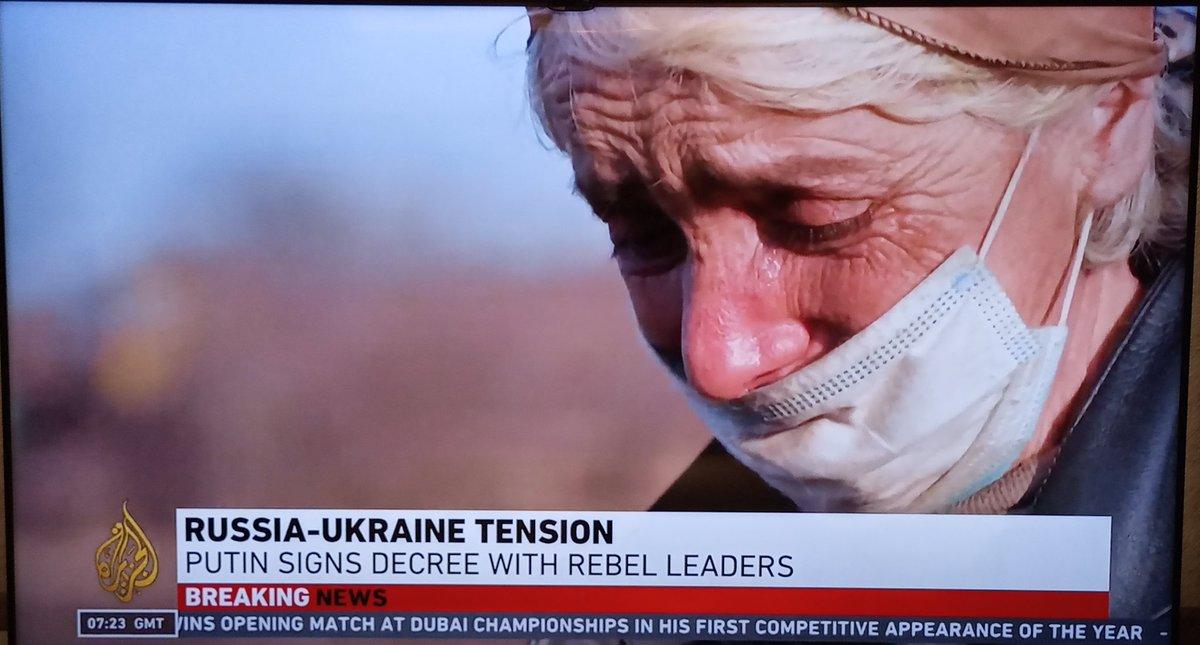 RUSSIA-UKRAINE TENSION
PUTIN SIGNS DECREE WITH REBEL LEADERS
BREAKING NEWS
07:23 GMT
OPENING MATCH AT DUBAI CHAMPIONSHIPS IN HIS FIRST COMPETITIVE APPEARANCE OF THE YEAR -